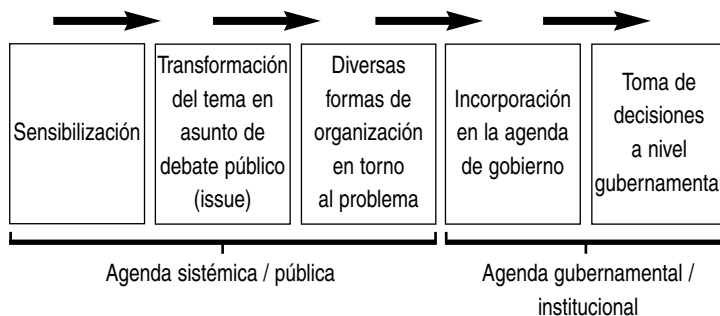 Sensibilización
Transformación
del tema en
asunto de
debate público
(issue)
Diversas
formas de
organización
en torno
al problema
Incorporación
en la agenda
de gobierno
Toma de
decisiones
a nivel
gubernamental
Agenda sistémica / pública
Agenda gubernamental /
institucional